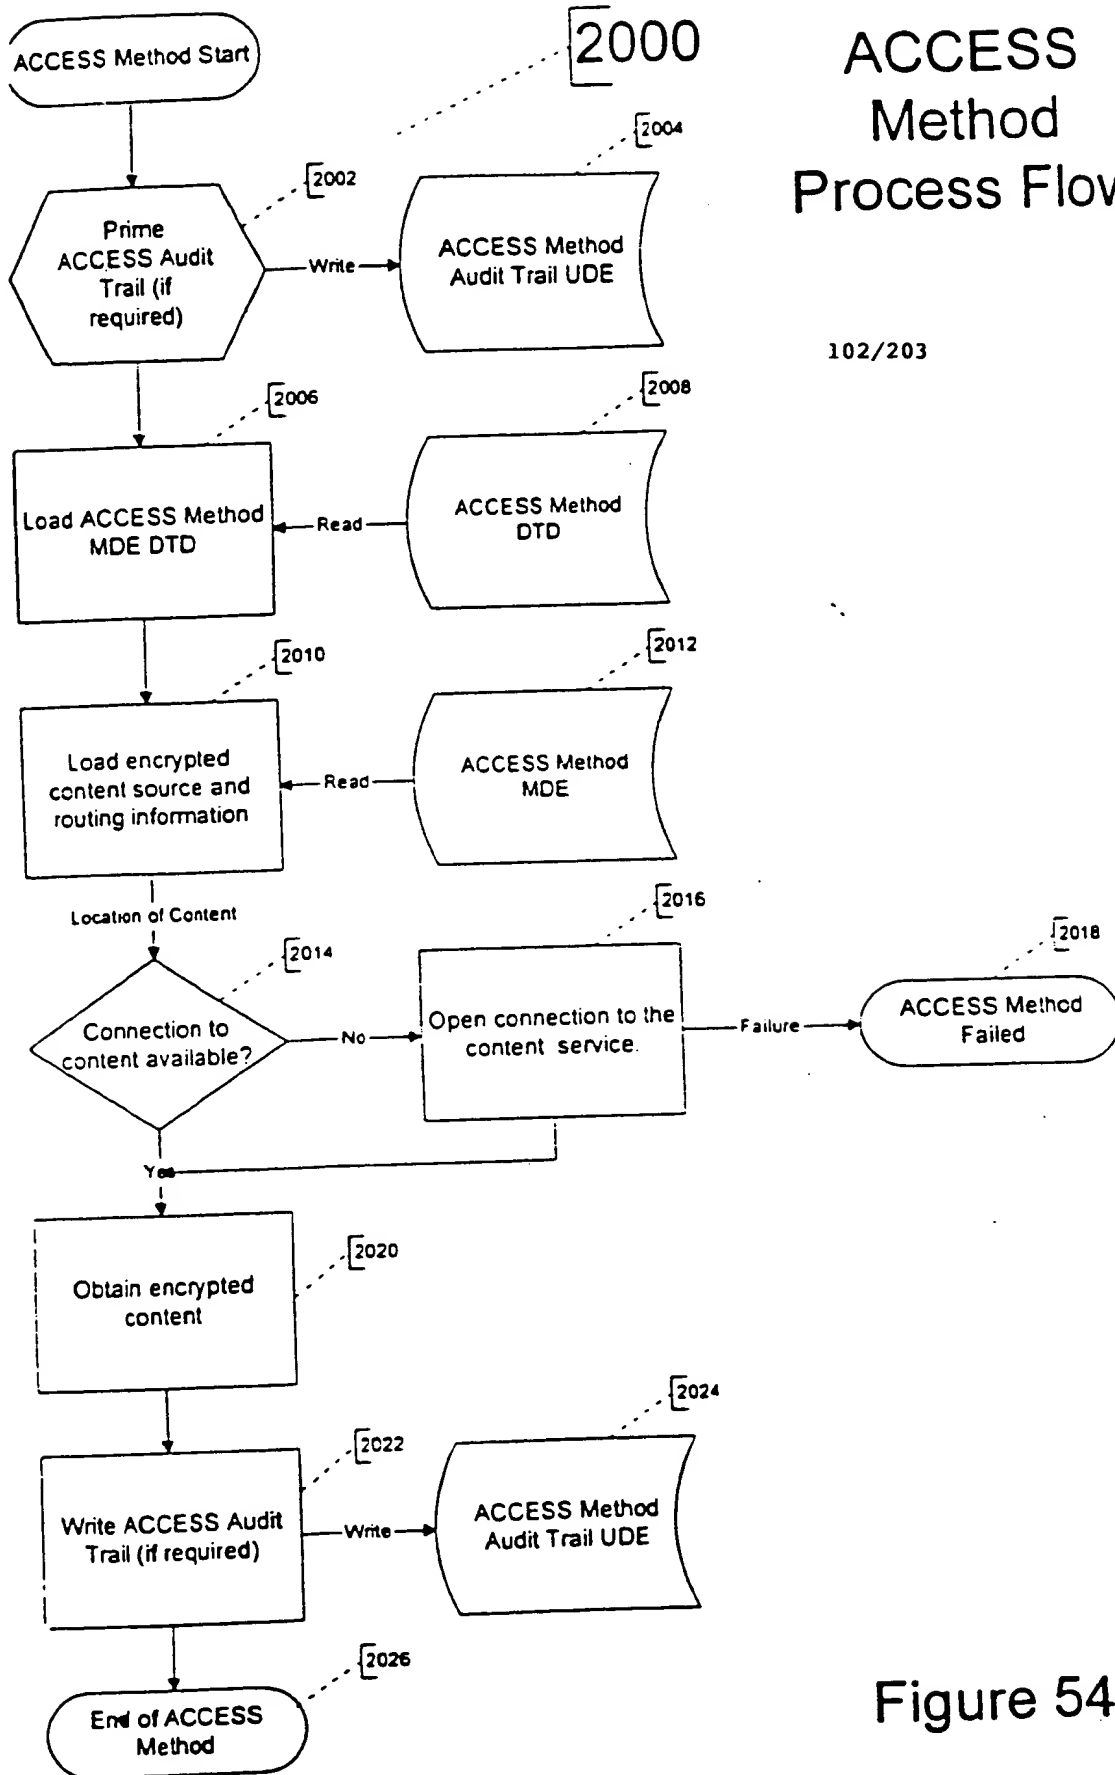 ACCESS Method Start
2000
ACCESS
Method
Process Flow
2004
2002
Prime
ACCESS Audit
Trail (if
required)
Write
ACCESS Method
Audit Trail UDE
102/203
2006
2008
Load ACCESS Method
MDE DTD
Read
ACCESS Method
DTD
2010
2012
Load encrypted
content source and
routing information
Read
ACCESS Method
MDE
Location of Content
2014
2016
2018
Connection to
content available?
No
Open connection to the
content service.
Failure
ACCESS Method
Failed
Yes
2020
Obtain encrypted
content
2024
2022
Write ACCESS Audit
Trail (if required)
Write
ACCESS Method
Audit Trail UDE
2026
End of ACCESS
Method
Figure 54